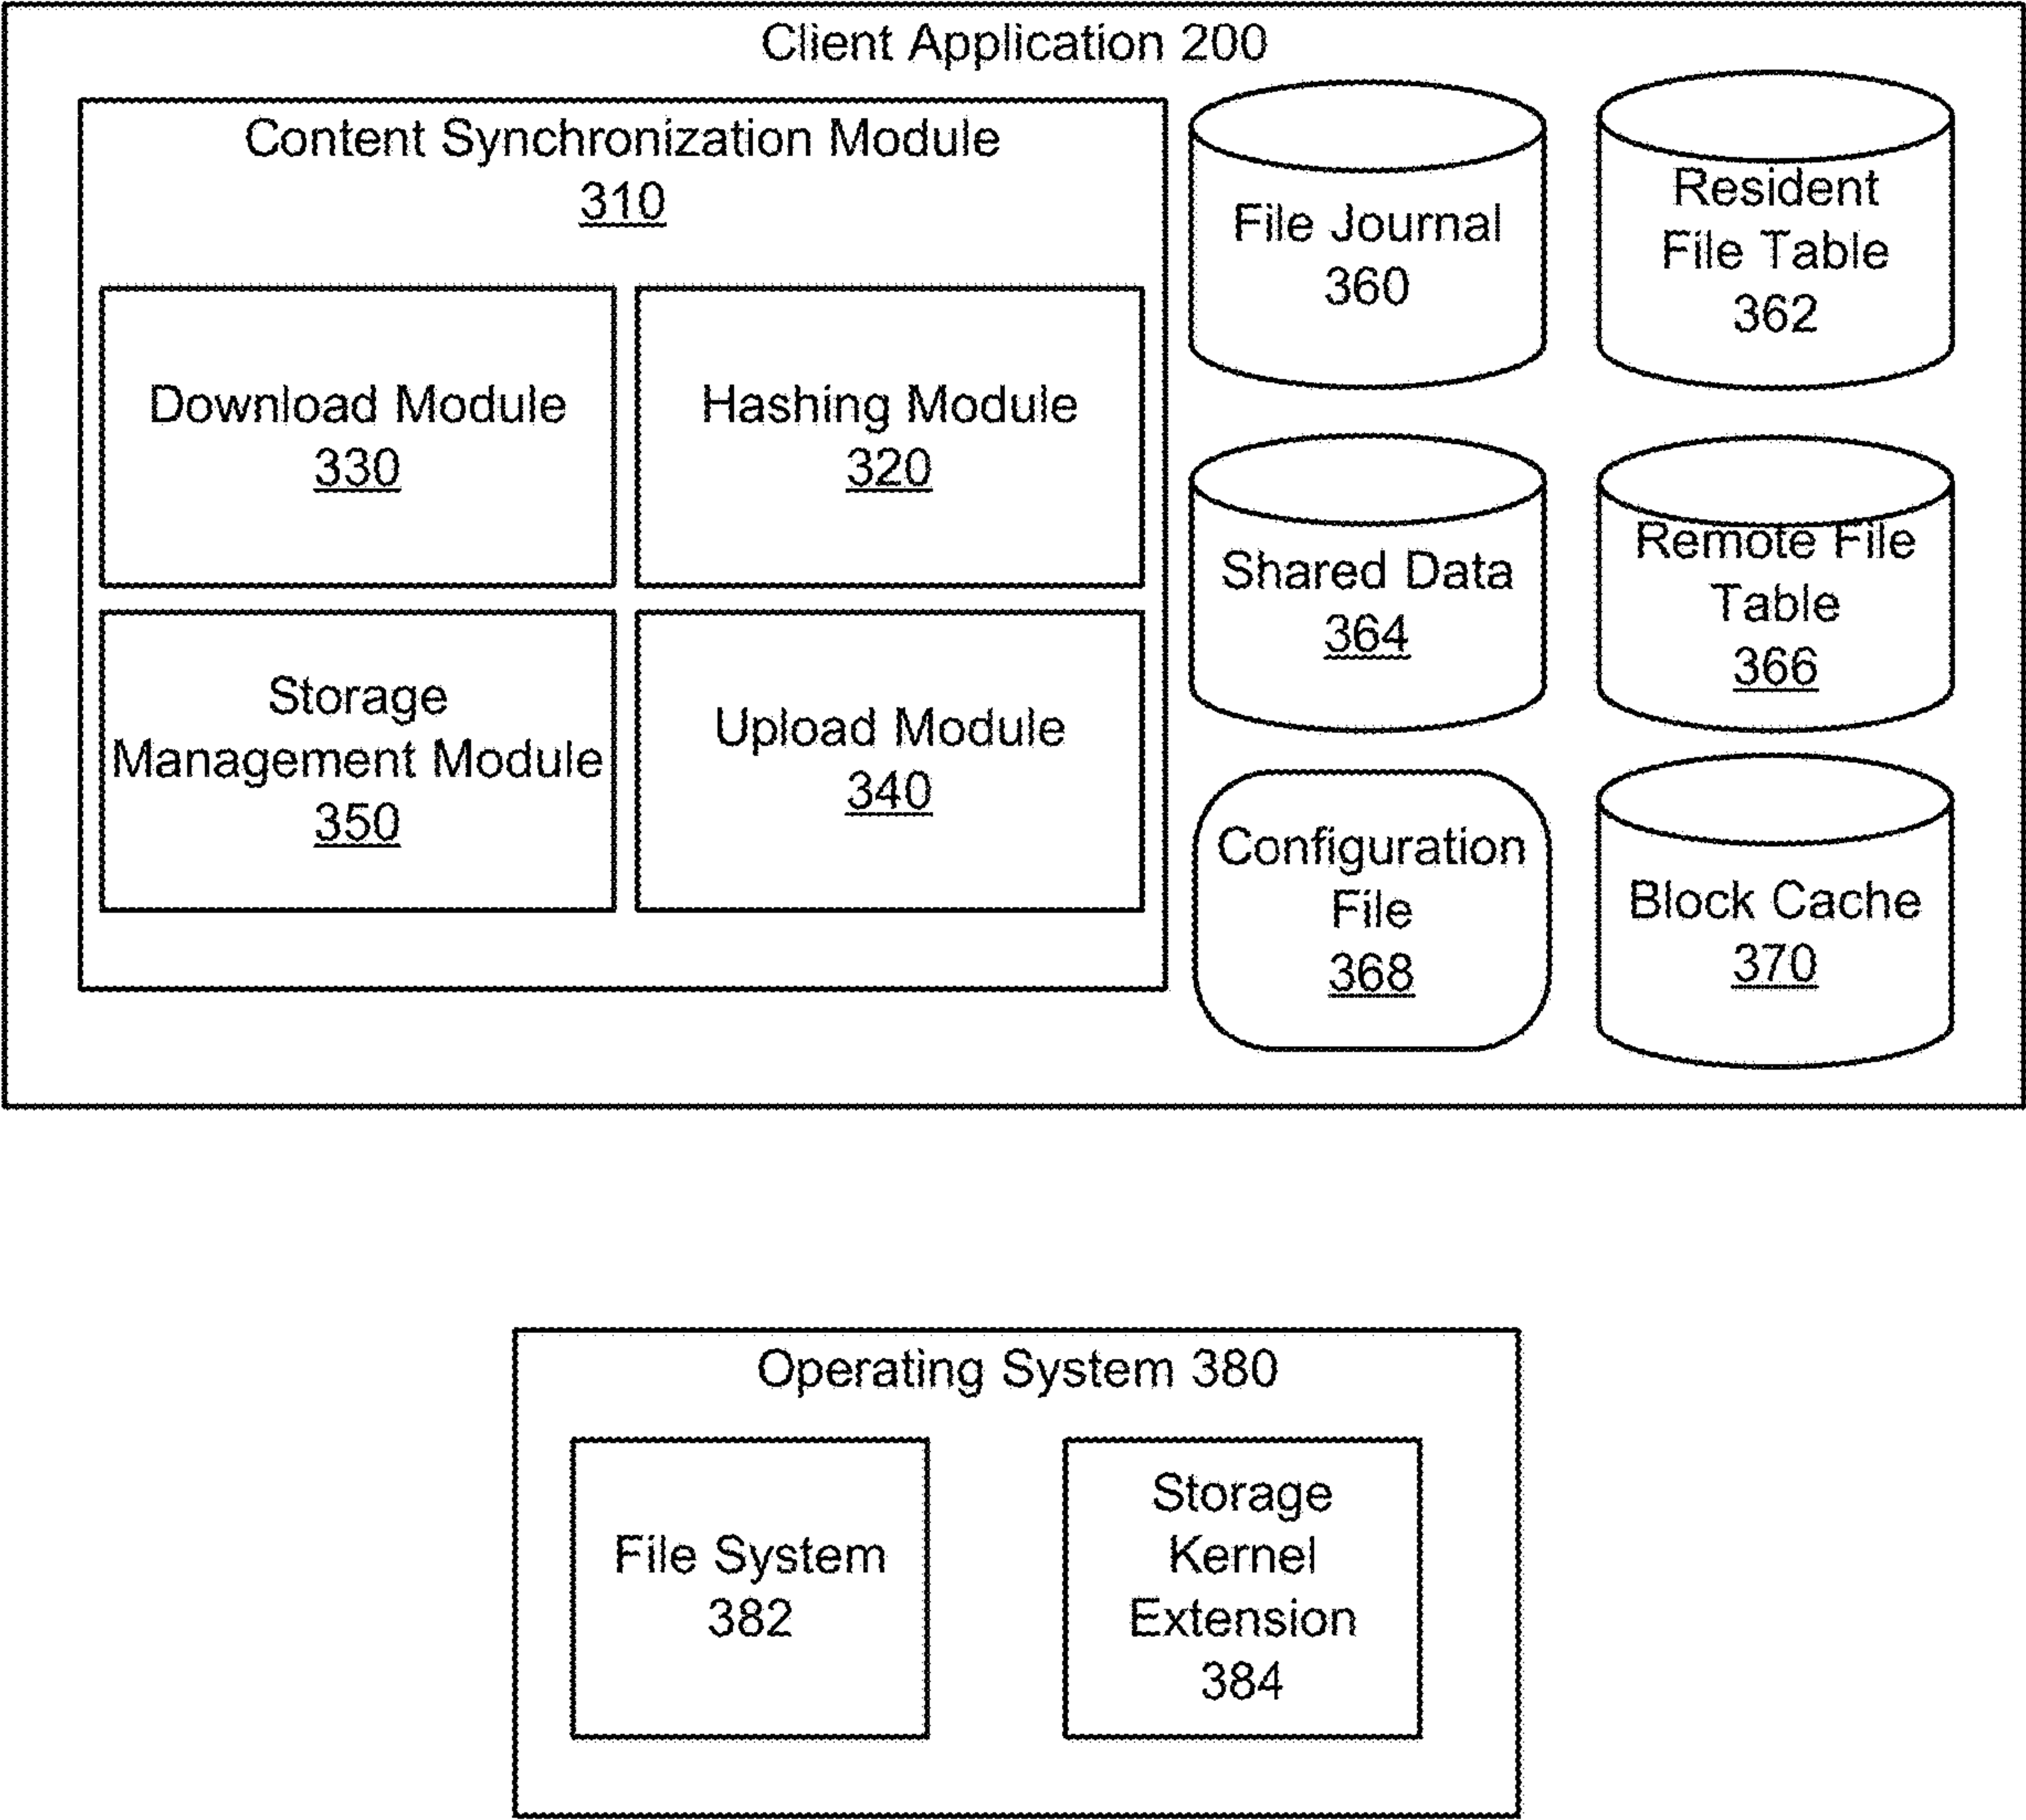 Client Application 200
Content Synchronization Module
310
Download Module
330
Hashing Module
320
Storage
Management Module
350
Upload Module
340
File Journal
360
Resident
File Table
362
Shared Data
364
Remote File
Table
366
Configuration
File
368
Block Cache
370
Operating System 380
File System
382
Storage
Kernel
Extension
384